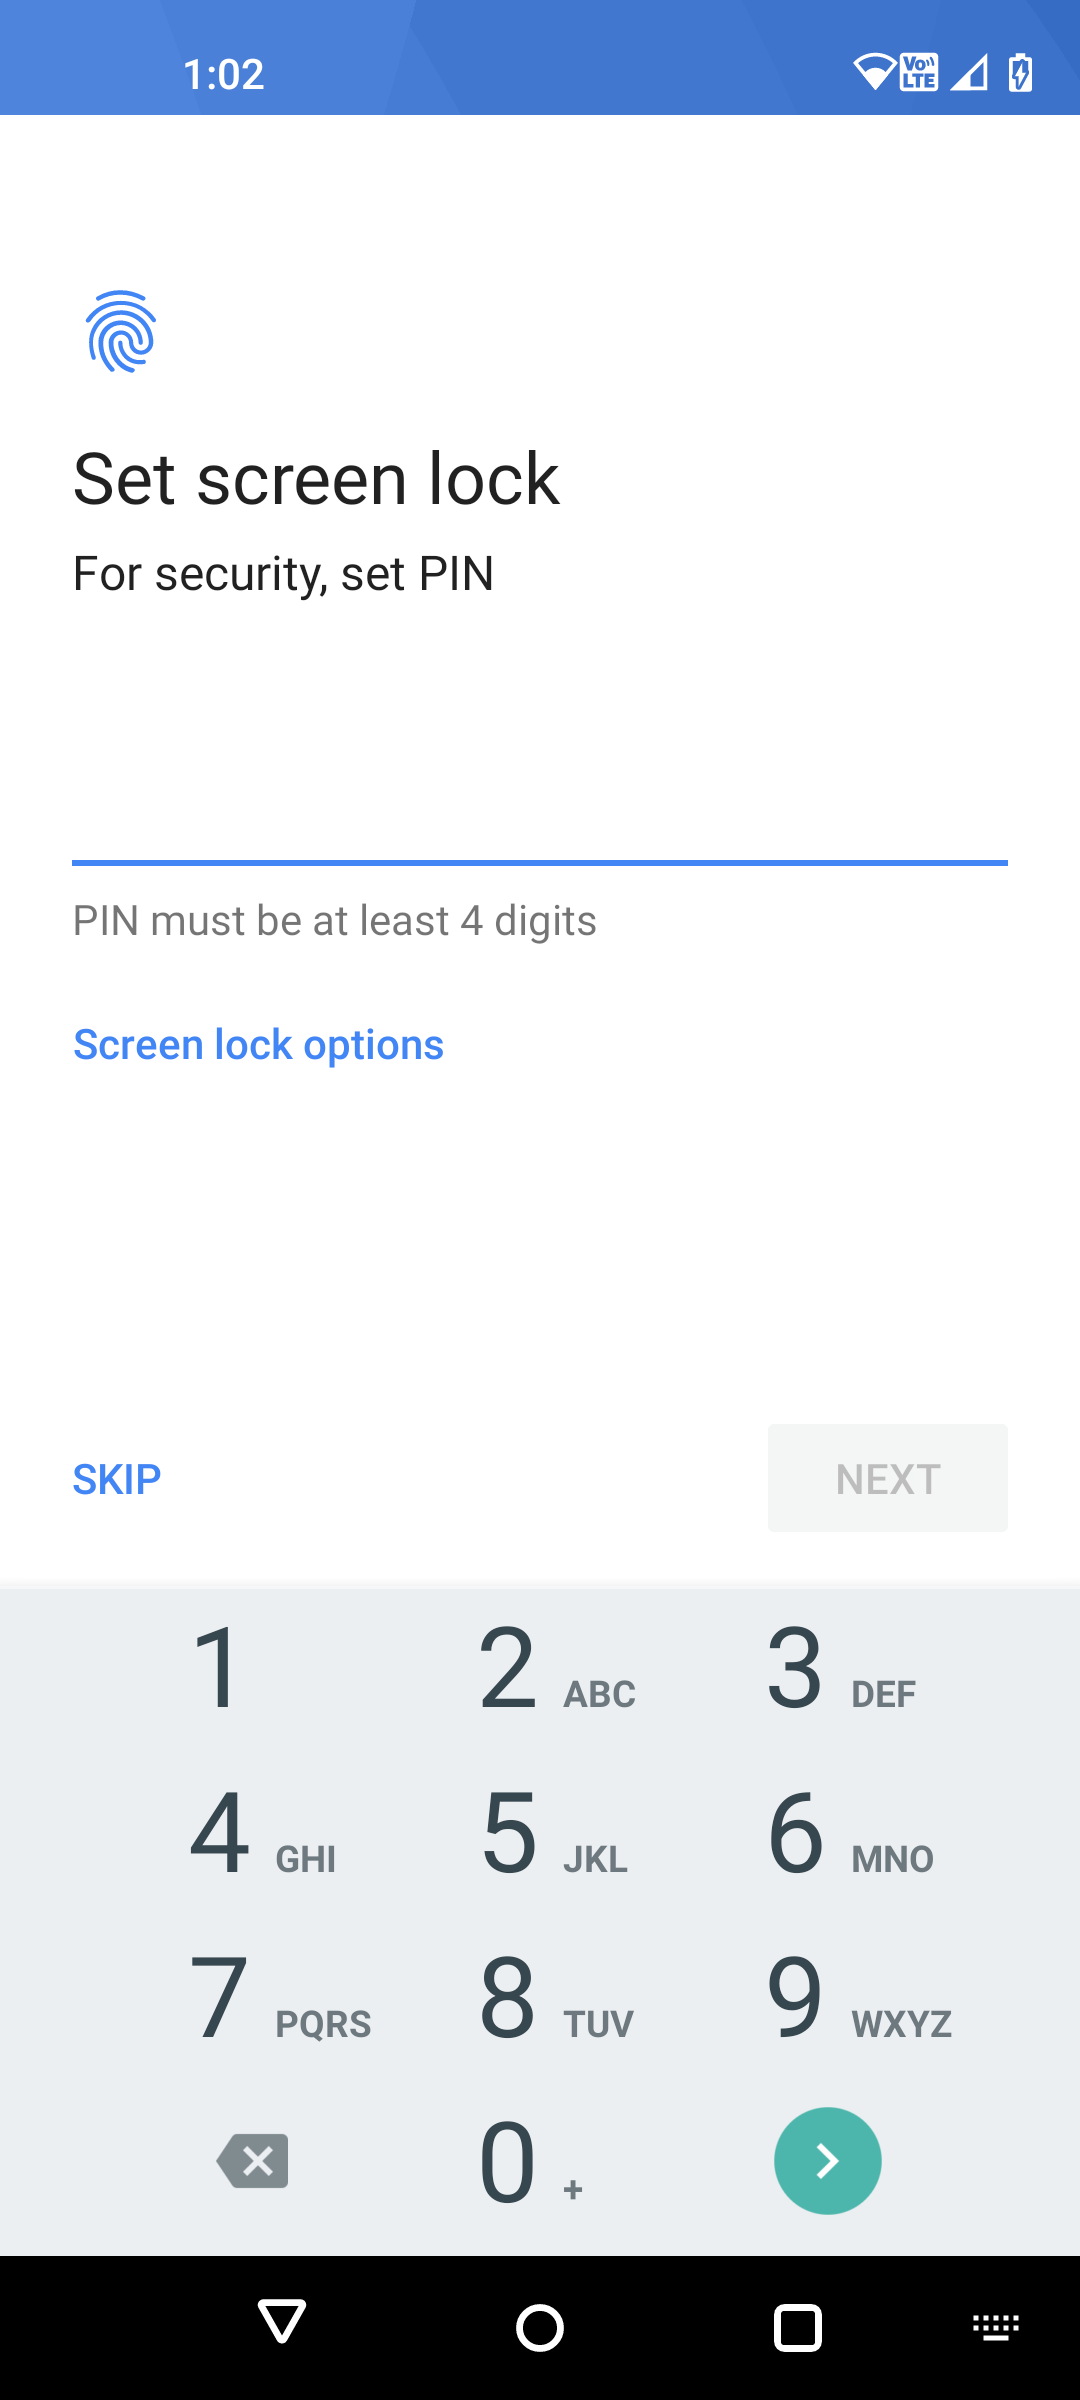 1:02
VoLTE
Set screen lock
For security, set PIN
PIN must be at least 4 digits
Screen lock options
SKIP
NEXT
1
2 ABC
3 DEF
4 GHI
5 JKL
6 MNO
7 PQRS
8 TUV
9 WXYZ
0 +